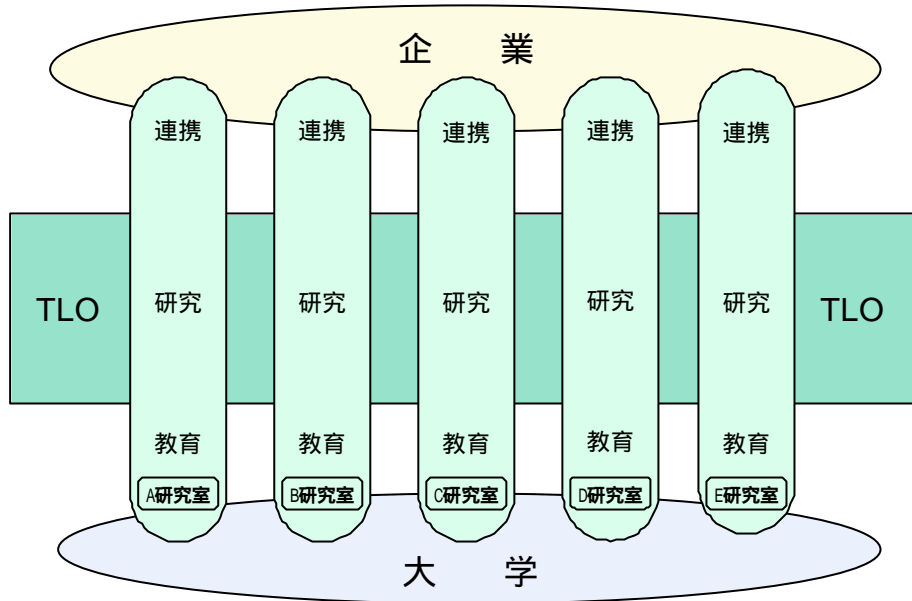 企　業
連携 連携 連携 連携 連携
TLO 研究 研究 研究 研究 研究 TLO
教育 教育 教育 教育 教育
A研究室 B研究室 C研究室 D研究室 E研究室
大　学